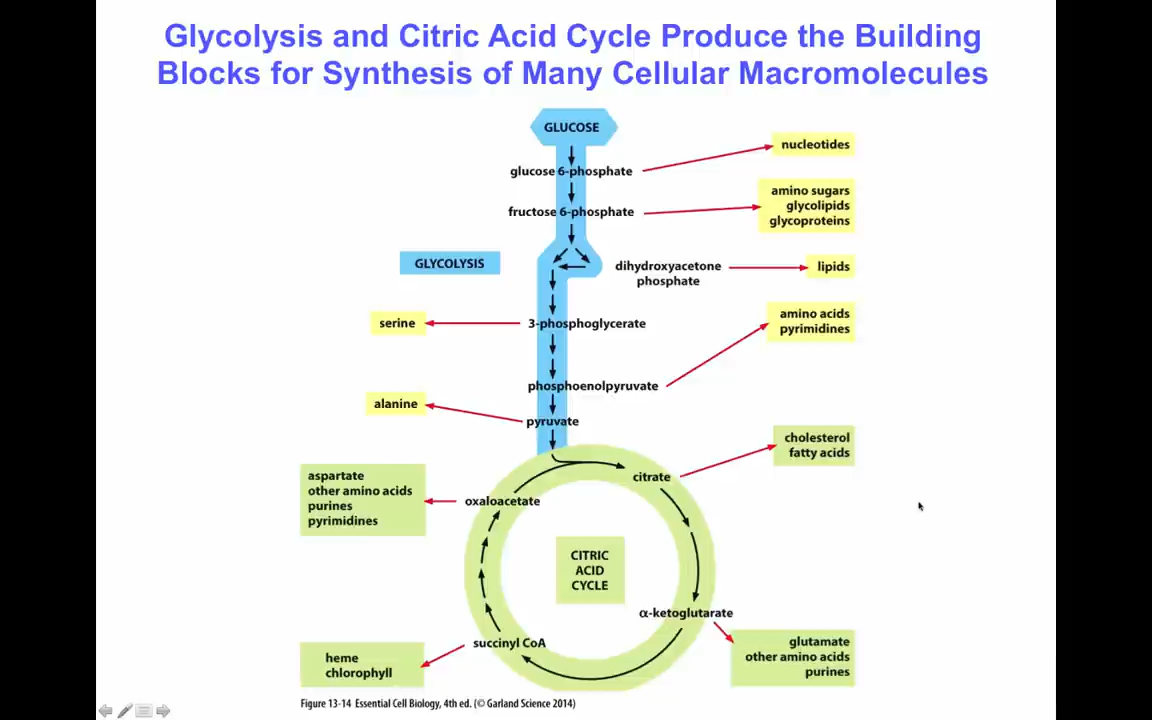 Glycolysis and Citric Acid Cycle Produce the Building
Blocks for Synthesis of Many Cellular Macromolecules
GLUCOSE
nucleotides
glucose 6-phosphate
amino sugars
glycolipids
glycoproteins
fructose 6-phosphate
GLYCOLYSIS
dihydroxyacetone
phosphate
lipids
serine
3-phosphoglycerate
amino acids
pyrimidines
phosphoenolpyruvate
alanine
pyruvate
cholesterol
fatty acids
citrate
aspartate
other amino acids
purines
pyrimidines
oxaloacetate
CITRIC
ACID
CYCLE
α-ketoglutarate
succinyl CoA
glutamate
other amino acids
purines
heme
chlorophyll
Figure 13-14 Essential Cell Biology, 4th ed. (© Garland Science 2014)